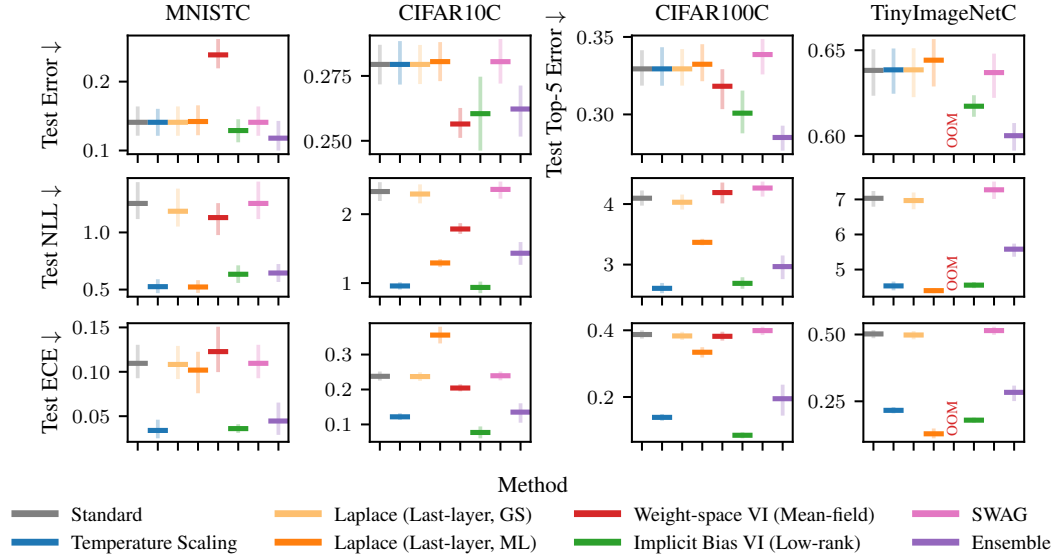 MNISTC
CIFAR10C
CIFAR100C
TinyImageNetC
Test Error ↓
0.2
0.1
0.275
0.250
Test Top-5 Error ↓
0.35
0.30
0.65
0.60
OOM
Test NLL ↓
1.0
0.5
2
1
4
3
7
6
5
4
OOM
Test ECE ↓
0.15
0.10
0.05
0.3
0.2
0.1
0.4
0.2
0.50
0.25
OOM
Method
Standard
Laplace (Last-layer, GS)
Weight-space VI (Mean-field)
SWAG
Temperature Scaling
Laplace (Last-layer, ML)
Implicit Bias VI (Low-rank)
Ensemble